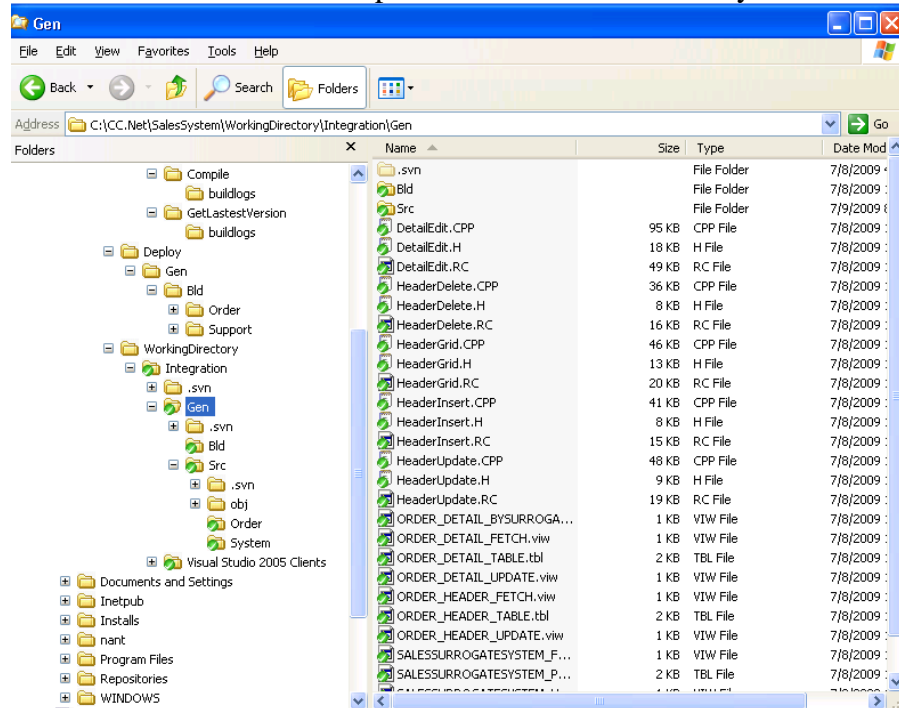 Gen
File Edit View Favorites Tools Help
Back Search Folders
Address C:\CC.Net\SalesSystem\WorkingDirectory\Integration\Gen Go
Folders
Compile
buildlogs
GetLastestVersion
buildlogs
Deploy
Gen
Bld
Order
Support
WorkingDirectory
Integration
.svn
Gen
.svn
Bld
Src
.svn
obj
Order
System
Visual Studio 2005 Clients
Documents and Settings
Inetpub
Installs
nant
Program Files
Repositories
WINDOWS
Name Size Type Date Mod
.svn File Folder 7/8/2009
Bld File Folder 7/8/2009
Src File Folder 7/9/2009
DetailEdit.CPP 95 KB CPP File 7/8/2009
DetailEdit.H 18 KB H File 7/8/2009
DetailEdit.RC 49 KB RC File 7/8/2009
HeaderDelete.CPP 36 KB CPP File 7/8/2009
HeaderDelete.H 8 KB H File 7/8/2009
HeaderDelete.RC 16 KB RC File 7/8/2009
HeaderGrid.CPP 46 KB CPP File 7/8/2009
HeaderGrid.H 13 KB H File 7/8/2009
HeaderGrid.RC 20 KB RC File 7/8/2009
HeaderInsert.CPP 41 KB CPP File 7/8/2009
HeaderInsert.H 8 KB H File 7/8/2009
HeaderInsert.RC 15 KB RC File 7/8/2009
HeaderUpdate.CPP 48 KB CPP File 7/8/2009
HeaderUpdate.H 9 KB H File 7/8/2009
HeaderUpdate.RC 19 KB RC File 7/8/2009
ORDER_DETAIL_BYSURROGA... 1 KB VIW File 7/8/2009
ORDER_DETAIL_FETCH.viw 1 KB VIW File 7/8/2009
ORDER_DETAIL_TABLE.tbl 2 KB TBL File 7/8/2009
ORDER_DETAIL_UPDATE.viw 1 KB VIW File 7/8/2009
ORDER_HEADER_FETCH.viw 1 KB VIW File 7/8/2009
ORDER_HEADER_TABLE.tbl 2 KB TBL File 7/8/2009
ORDER_HEADER_UPDATE.viw 1 KB VIW File 7/8/2009
SALESSURROGATESYSTEM_F... 1 KB VIW File 7/8/2009
SALESSURROGATESYSTEM_P... 2 KB TBL File 7/8/2009